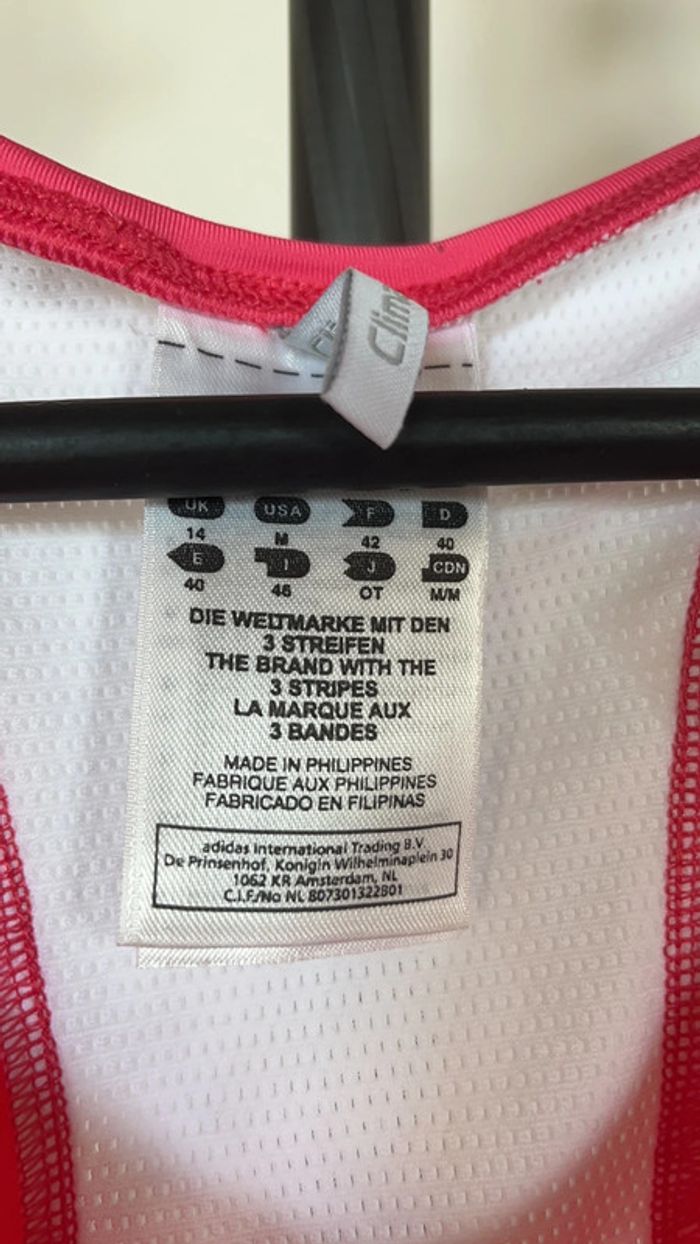 Clim
UK USA F D
14 M 42 40
E I J CDN
40 46 OT M/M
DIE WELTMARKE MIT DEN
3 STREIFEN
THE BRAND WITH THE
3 STRIPES
LA MARQUE AUX
3 BANDES
MADE IN PHILIPPINES
FABRIQUE AUX PHILIPPINES
FABRICADO EN FILIPINAS
adidas International Trading B.V.
De Prinsenhof, Konigin Wilhelminaplein 30
1062 KR Amsterdam, NL
C.I.F./No NL 807301322B01